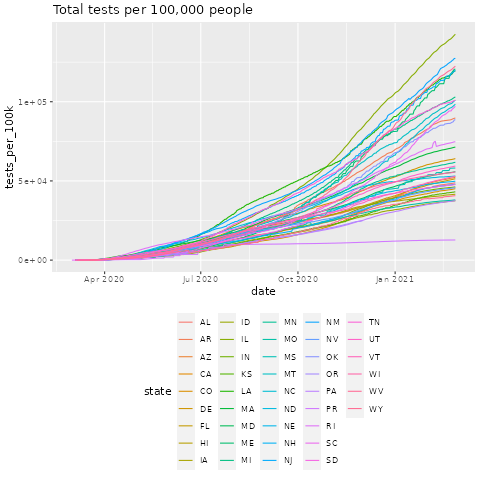 Total tests per 100,000 people
tests_per_100k
1e+05
5e+04
0e+00
Apr 2020 Jul 2020 Oct 2020 Jan 2021
date
state
AL ID MN NM TN
AR IL MO NV UT
AZ IN MS OK VT
CA KS MT OR WI
CO LA NC PA WV
DE MA ND PR WY
FL MD NE RI
HI ME NH SC
IA MI NJ SD